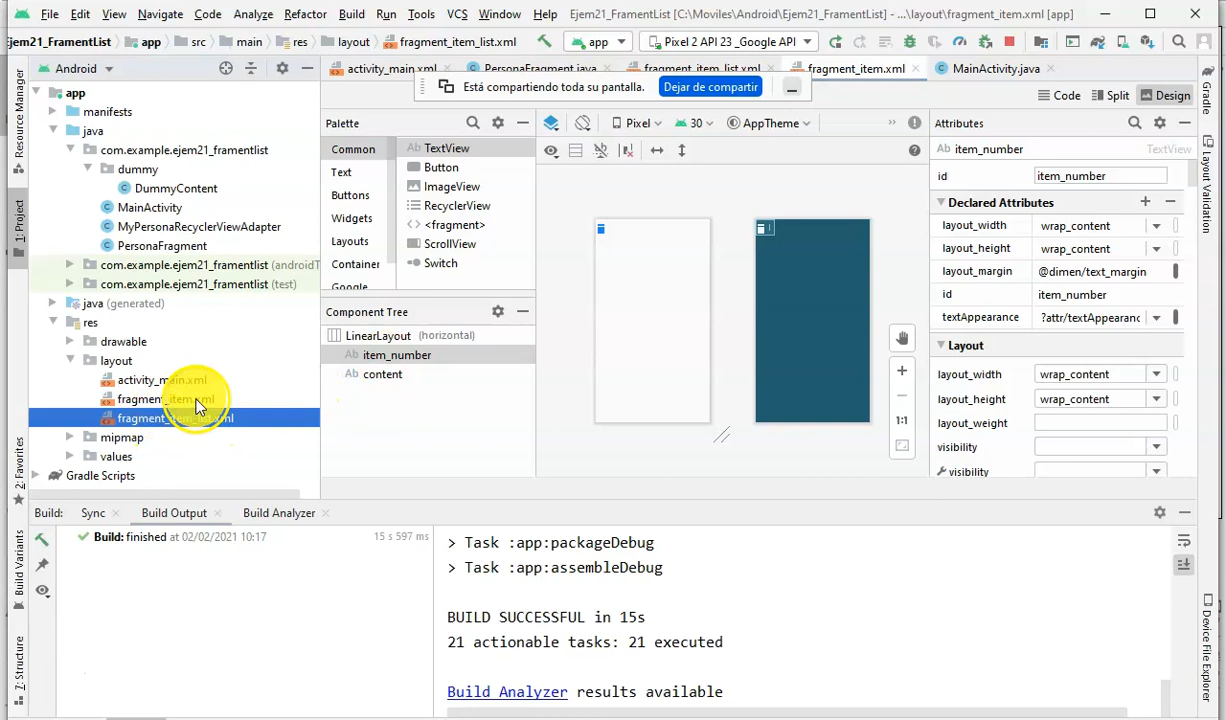 File Edit View Navigate Code Analyze Refactor Build Run Tools VCS Window Help Ejem21_FramentList [C:\Moviles\Android\Ejem21_FramentList] - ...\layout\fragment_item.xml [app]
Ejem21_FramentList app src main res layout fragment_item_list.xml app Pixel 2 API 23 _Google API
Android activity_main.xml PersonaFragment.java fragment_item_list.xml fragment_item.xml MainActivity.java
Está compartiendo toda su pantalla. Dejar de compartir
Code Split Design
Resource Manager
1: Project
2: Favorites
Build Variants
7: Structure
app
manifests
java
com.example.ejem21_framentlist
dummy
DummyContent
MainActivity
MyPersonaRecyclerViewAdapter
PersonaFragment
com.example.ejem21_framentlist (androidT
com.example.ejem21_framentlist (test)
java (generated)
res
drawable
layout
activity_main.xml
fragment_item.xml
fragment_item_list.xml
mipmap
values
Gradle Scripts
Palette
Common
Text
Buttons
Widgets
Layouts
Container
Google
Ab TextView
Button
ImageView
RecyclerView
<fragment>
ScrollView
Switch
Component Tree
LinearLayout (horizontal)
Ab item_number
Ab content
Pixel 30 AppTheme
1:1
Attributes
Ab item_number TextView
id item_number
Declared Attributes
layout_width wrap_content
layout_height wrap_content
layout_margin @dimen/text_margin
id item_number
textAppearance ?attr/textAppearanc
Layout
layout_width wrap_content
layout_height wrap_content
layout_weight
visibility
visibility
Gradle
Layout Validation
Device File Explorer
Build: Sync Build Output Build Analyzer
Build: finished at 02/02/2021 10:17 15 s 597 ms
> Task :app:packageDebug
> Task :app:assembleDebug
BUILD SUCCESSFUL in 15s
21 actionable tasks: 21 executed
Build Analyzer results available